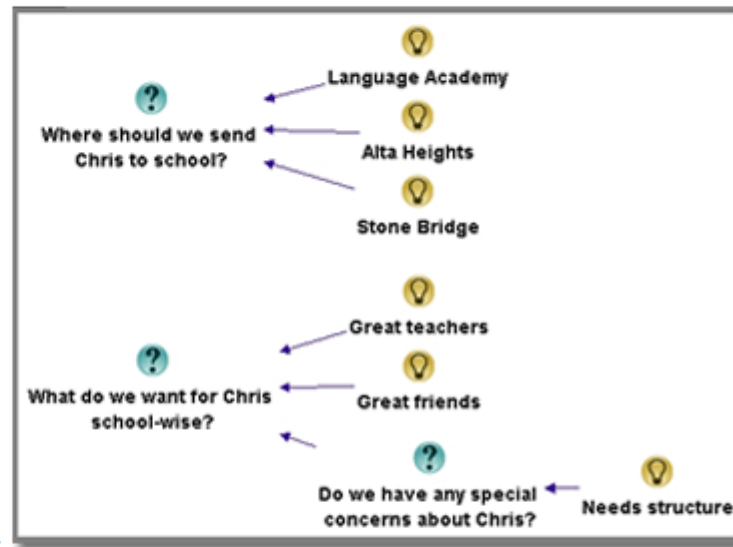 Language Academy
Where should we send
Chris to school?
Alta Heights
Stone Bridge
Great teachers
What do we want for Chris
school-wise?
Great friends
Do we have any special
concerns about Chris?
Needs structure